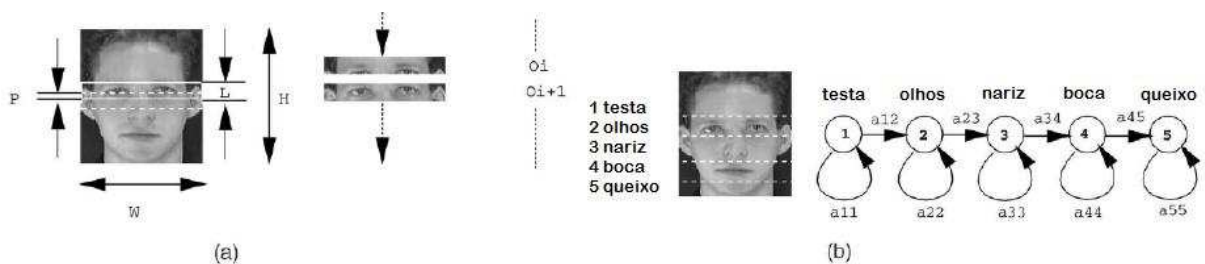 P
L
H
W
Oi
Oi+1
(a)
1 testa
2 olhos
3 nariz
4 boca
5 queixo
testa olhos nariz boca queixo
a12 a23 a34 a45
1 2 3 4 5
a11 a22 a33 a44 a55
(b)